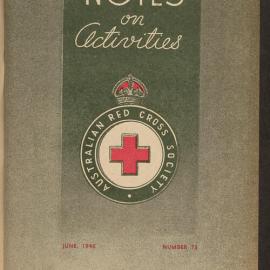 NOTES
on
Activities
AUSTRALIAN RED CROSS SOCIETY
JUNE, 1946 NUMBER 73